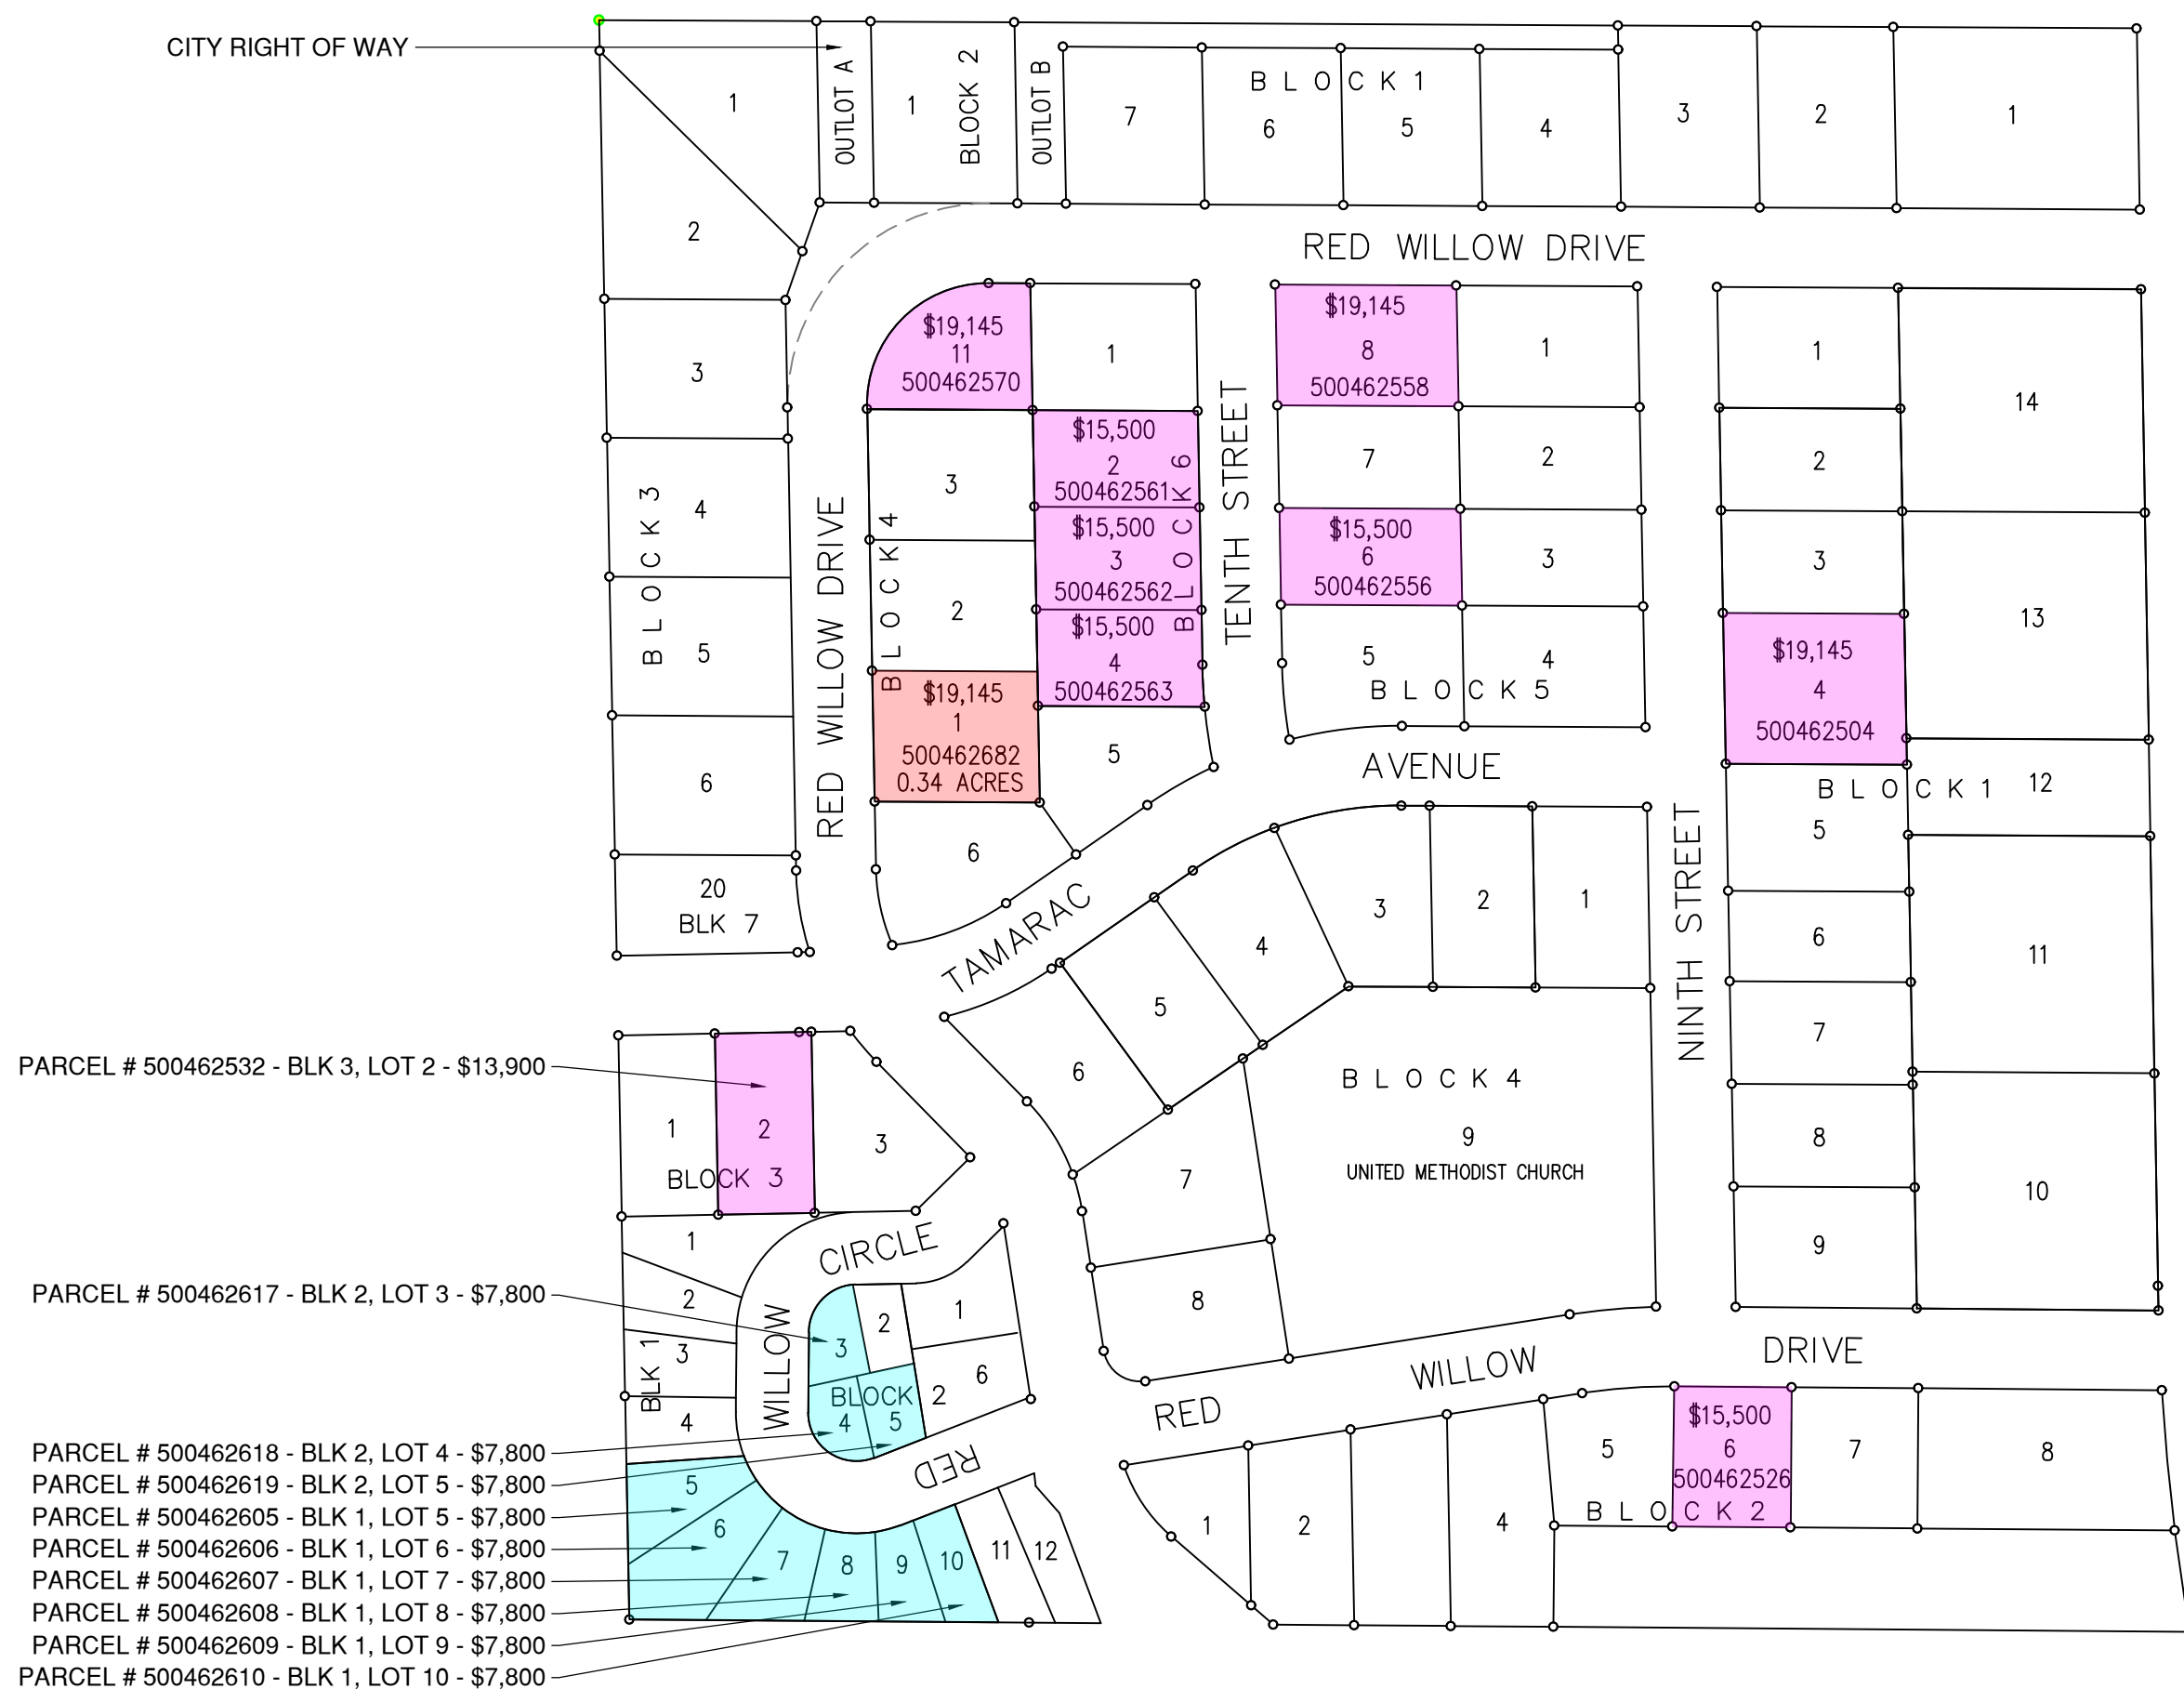 CITY RIGHT OF WAY
1
OUTLOT A
1
BLOCK 2
OUTLOT B
7
BLOCK 1
6
5
4
3
2
1
2
RED WILLOW DRIVE
3
4
BLOCK 3
5
6
20
BLK 7
RED WILLOW DRIVE
$19,145
11
500462570
1
3
BLOCK 4
2
$15,500
2
500462561
$15,500
3
500462562
$15,500
4
500462563
BLOCK 6
$19,145
1
500462682
0.34 ACRES
5
6
TENTH STREET
$19,145
8
500462558
1
7
2
$15,500
6
500462556
3
5
4
BLOCK 5
1
14
2
3
13
$19,145
4
500462504
BLOCK 1
12
5
6
11
7
8
10
9
TAMARAC
AVENUE
NINTH STREET
3
2
1
4
5
6
BLOCK 4
9
UNITED METHODIST CHURCH
7
8
PARCEL # 500462532 - BLK 3, LOT 2 - $13,900
1
2
3
BLOCK 3
1
2
3
BLK 1
4
CIRCLE
WILLOW
RED
PARCEL # 500462617 - BLK 2, LOT 3 - $7,800
3
2
1
6
BLOCK 2
4
5
PARCEL # 500462618 - BLK 2, LOT 4 - $7,800
PARCEL # 500462619 - BLK 2, LOT 5 - $7,800
PARCEL # 500462605 - BLK 1, LOT 5 - $7,800
PARCEL # 500462606 - BLK 1, LOT 6 - $7,800
PARCEL # 500462607 - BLK 1, LOT 7 - $7,800
PARCEL # 500462608 - BLK 1, LOT 8 - $7,800
PARCEL # 500462609 - BLK 1, LOT 9 - $7,800
PARCEL # 500462610 - BLK 1, LOT 10 - $7,800
5
6
7
8
9
10
11
12
RED
WILLOW
DRIVE
1
2
4
5
$15,500
6
500462526
BLOCK 2
7
8